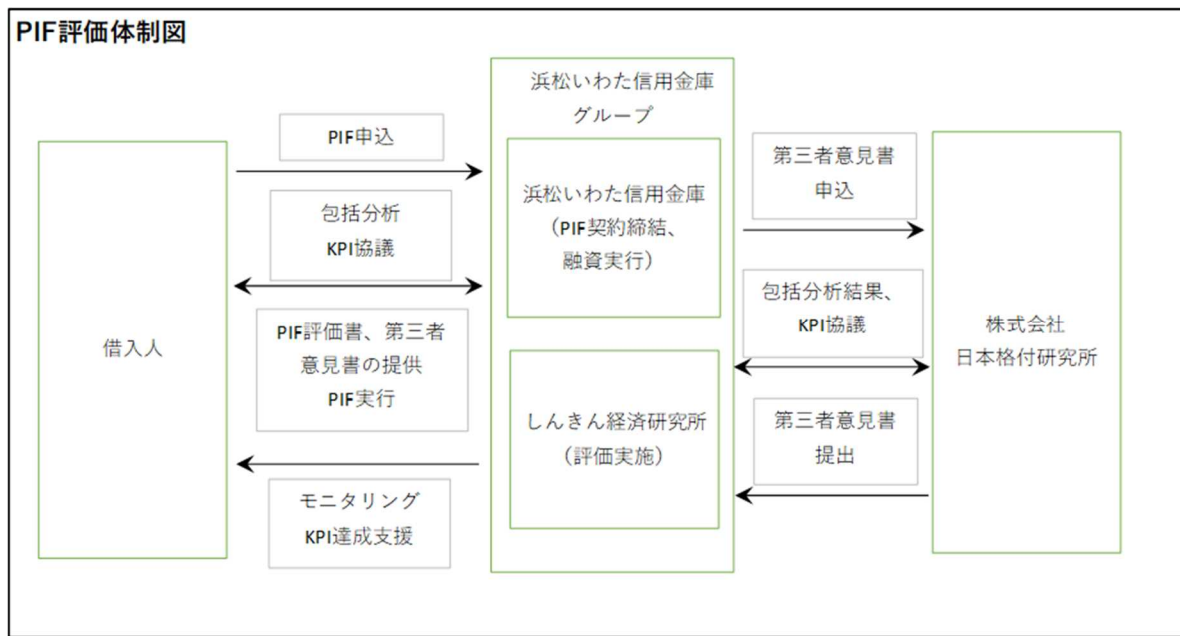 PIF評価体制図
借入人
PIF申込
包括分析
KPI協議
PIF評価書、第三者
意見書の提供
PIF実行
モニタリング
KPI達成支援
浜松いわた信用金庫
グループ
浜松いわた信用金庫
（PIF契約締結、
融資実行）
しんきん経済研究所
（評価実施）
第三者意見書
申込
包括分析結果、
KPI協議
第三者意見書
提出
株式会社
日本格付研究所